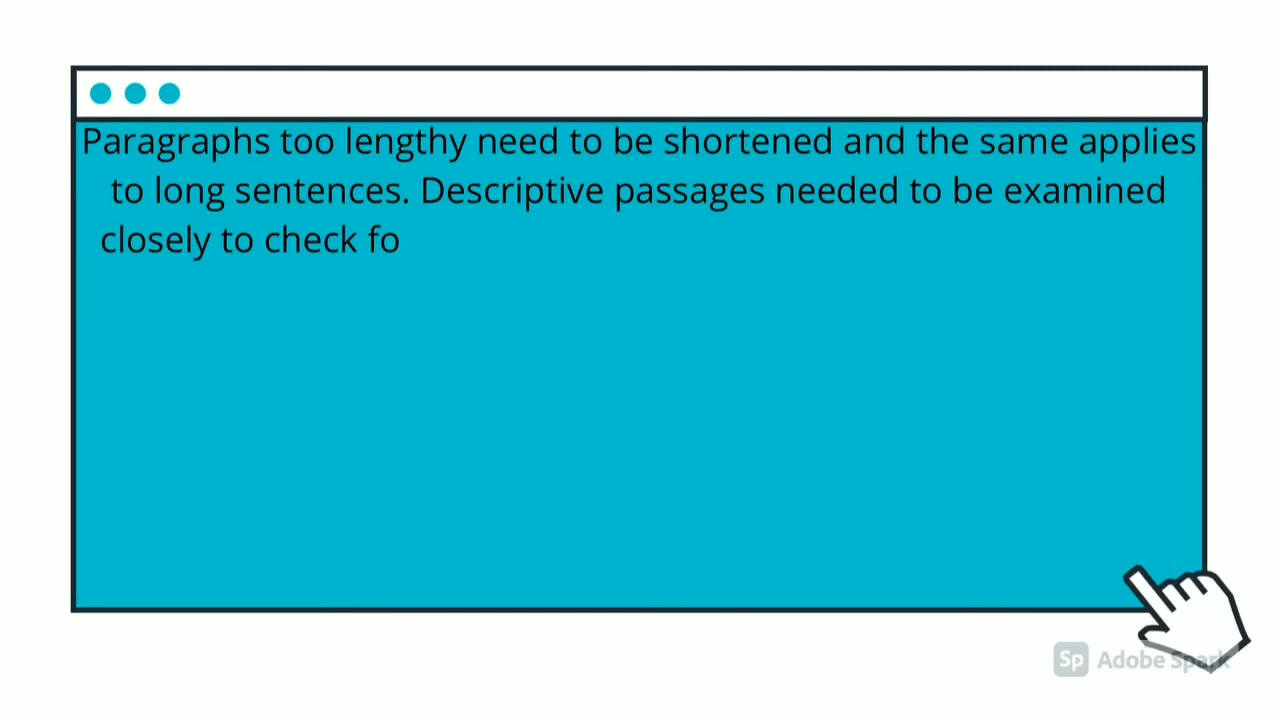 Paragraphs too lengthy need to be shortened and the same applies
to long sentences. Descriptive passages needed to be examined
closely to check fo
Sp Adobe Spark